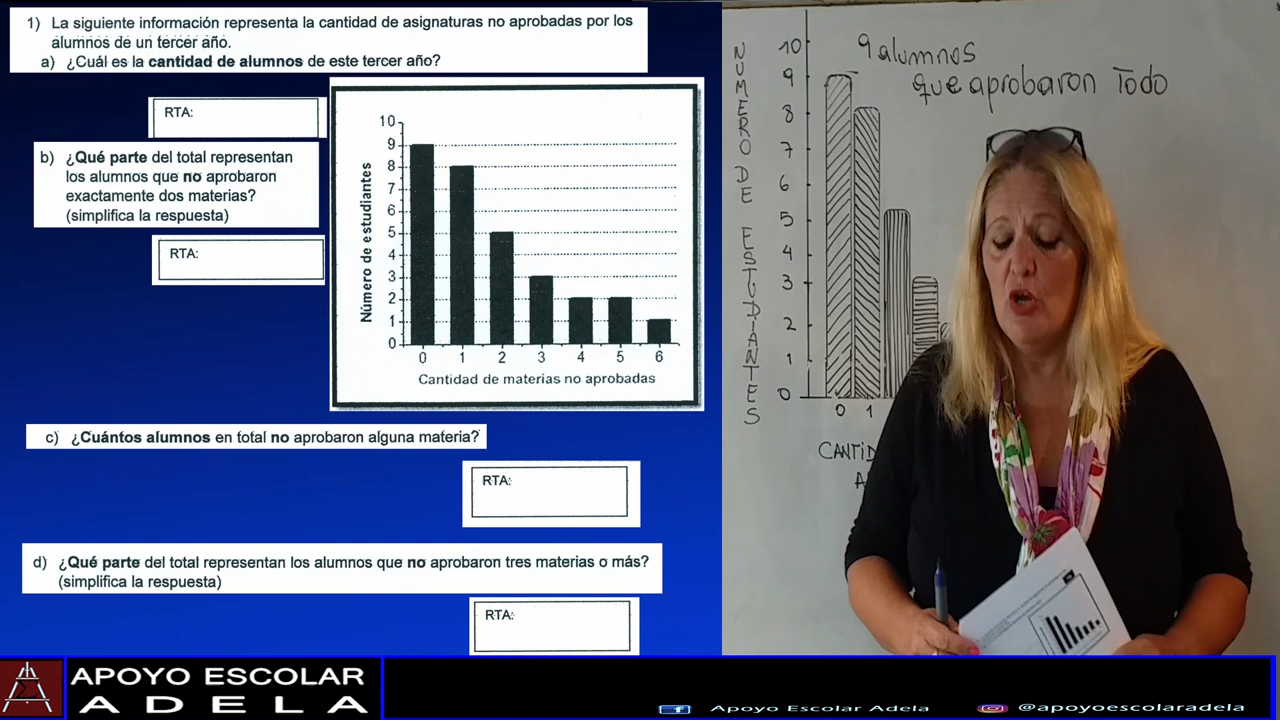 1) La siguiente información representa la cantidad de asignaturas no aprobadas por los
alumnos de un tercer año.
a) ¿Cuál es la cantidad de alumnos de este tercer año?
RTA:
b) ¿Qué parte del total representan
los alumnos que no aprobaron
exactamente dos materias?
(simplifica la respuesta)
RTA:
Número de estudiantes
10
9
8
7
6
5
4
3
2
1
0
0 1 2 3 4 5 6
Cantidad de materias no aprobadas
c) ¿Cuántos alumnos en total no aprobaron alguna materia?
RTA:
d) ¿Qué parte del total representan los alumnos que no aprobaron tres materias o más?
(simplifica la respuesta)
RTA:
NUMERO DE ESTUDIANTES
10
9
8
7
6
5
4
3
2
1
0
0 1
9 alumnos
que aprobaron Todo
APOYO ESCOLAR
ADELA
Apoyo Escolar Adela
@apoyoescolaradela